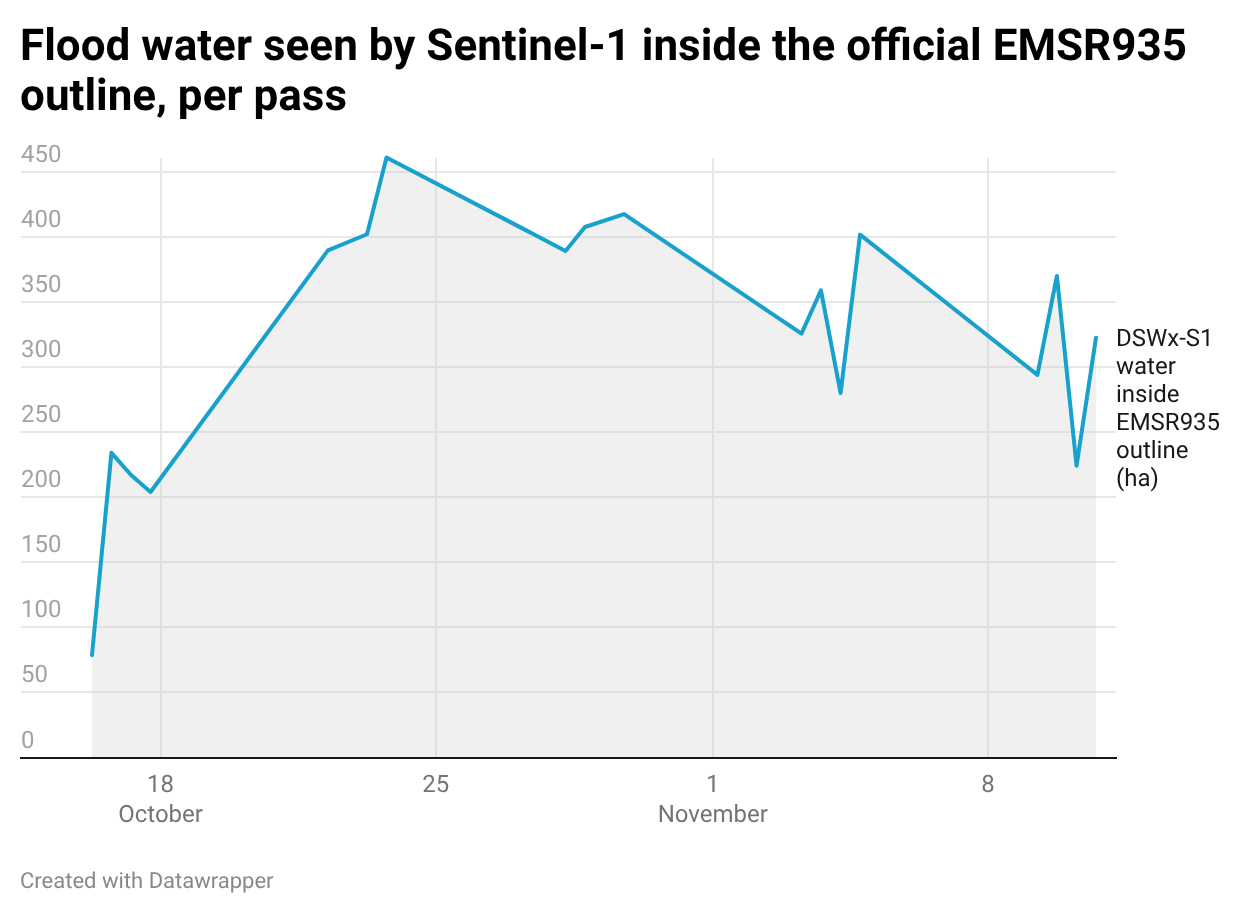 Flood water seen by Sentinel-1 inside the official EMSR935
outline, per pass
450
400
350
300
250
200
150
100
50
0
DSWx-S1
water
inside
EMSR935
outline
(ha)
18
25
1
8
October
November
Created with Datawrapper